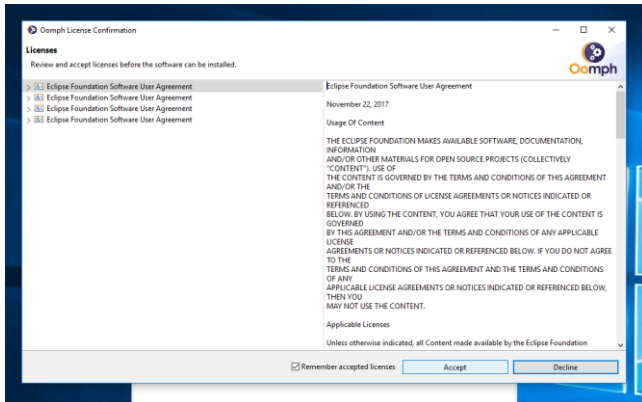 Oomph License Confirmation
Licenses
Review and accept licenses before the software can be installed.
Oomph
Eclipse Foundation Software User Agreement
Eclipse Foundation Software User Agreement
Eclipse Foundation Software User Agreement
Eclipse Foundation Software User Agreement
Eclipse Foundation Software User Agreement
November 22, 2017
Usage Of Content
THE ECLIPSE FOUNDATION MAKES AVAILABLE SOFTWARE, DOCUMENTATION,
INFORMATION
AND/OR OTHER MATERIALS FOR OPEN SOURCE PROJECTS (COLLECTIVELY
"CONTENT"). USE OF
THE CONTENT IS GOVERNED BY THE TERMS AND CONDITIONS OF THIS AGREEMENT
AND/OR THE
TERMS AND CONDITIONS OF LICENSE AGREEMENTS OR NOTICES INDICATED OR
REFERENCED
BELOW. BY USING THE CONTENT, YOU AGREE THAT YOUR USE OF THE CONTENT IS
GOVERNED
BY THIS AGREEMENT AND/OR THE TERMS AND CONDITIONS OF ANY APPLICABLE
LICENSE
AGREEMENTS OR NOTICES INDICATED OR REFERENCED BELOW. IF YOU DO NOT AGREE
TO THE
TERMS AND CONDITIONS OF THIS AGREEMENT AND THE TERMS AND CONDITIONS
OF ANY
APPLICABLE LICENSE AGREEMENTS OR NOTICES INDICATED OR REFERENCED BELOW,
THEN YOU
MAY NOT USE THE CONTENT.
Applicable Licenses
Unless otherwise indicated, all Content made available by the Eclipse Foundation
Remember accepted licenses
Accept
Decline